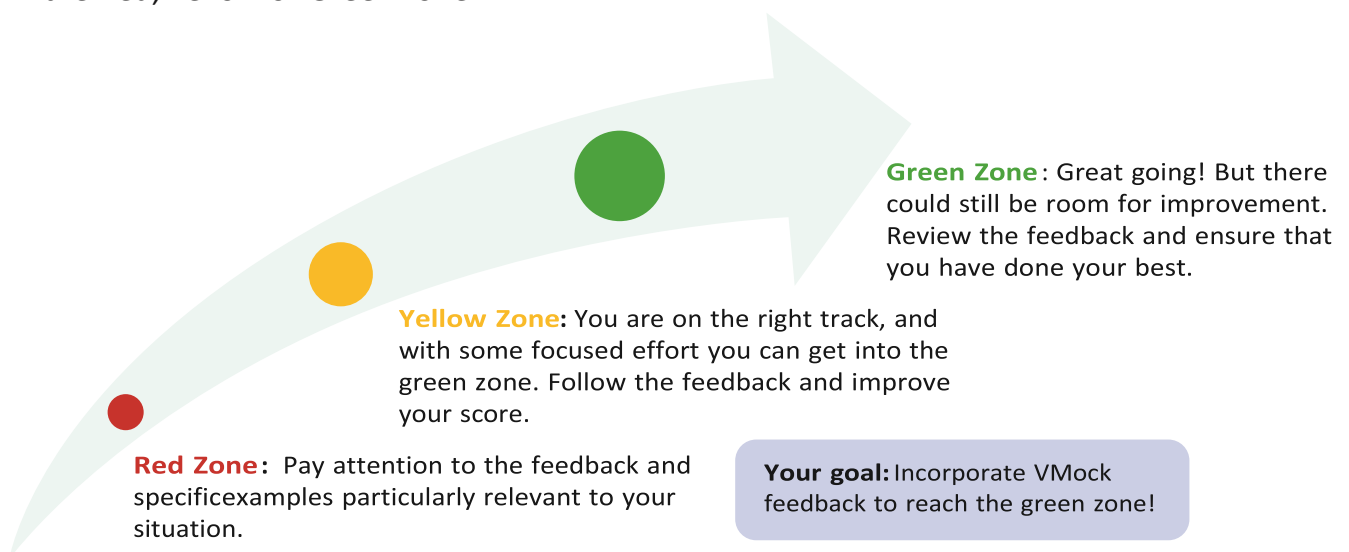 Green Zone: Great going! But there
could still be room for improvement.
Review the feedback and ensure that
you have done your best.
Yellow Zone: You are on the right track, and
with some focused effort you can get into the
green zone. Follow the feedback and improve
your score.
Red Zone: Pay attention to the feedback and
specificexamples particularly relevant to your
situation.
Your goal: Incorporate VMock
feedback to reach the green zone!